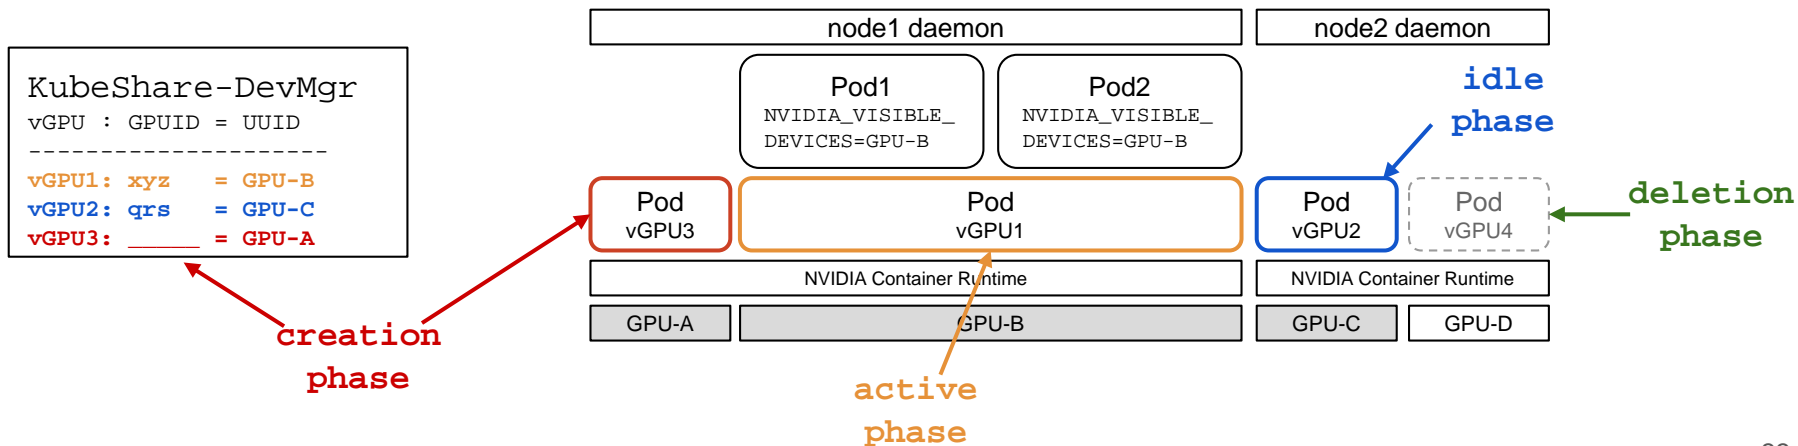 KubeShare-DevMgr
vGPU : GPUID = UUID
---------------------
vGPU1: xyz = GPU-B
vGPU2: qrs = GPU-C
vGPU3: _____ = GPU-A
creation
phase
node1 daemon
node2 daemon
Pod1
NVIDIA_VISIBLE_
DEVICES=GPU-B
Pod2
NVIDIA_VISIBLE_
DEVICES=GPU-B
idle
phase
Pod
vGPU3
Pod
vGPU1
Pod
vGPU2
Pod
vGPU4
deletion
phase
NVIDIA Container Runtime
NVIDIA Container Runtime
GPU-A
GPU-B
GPU-C
GPU-D
active
phase